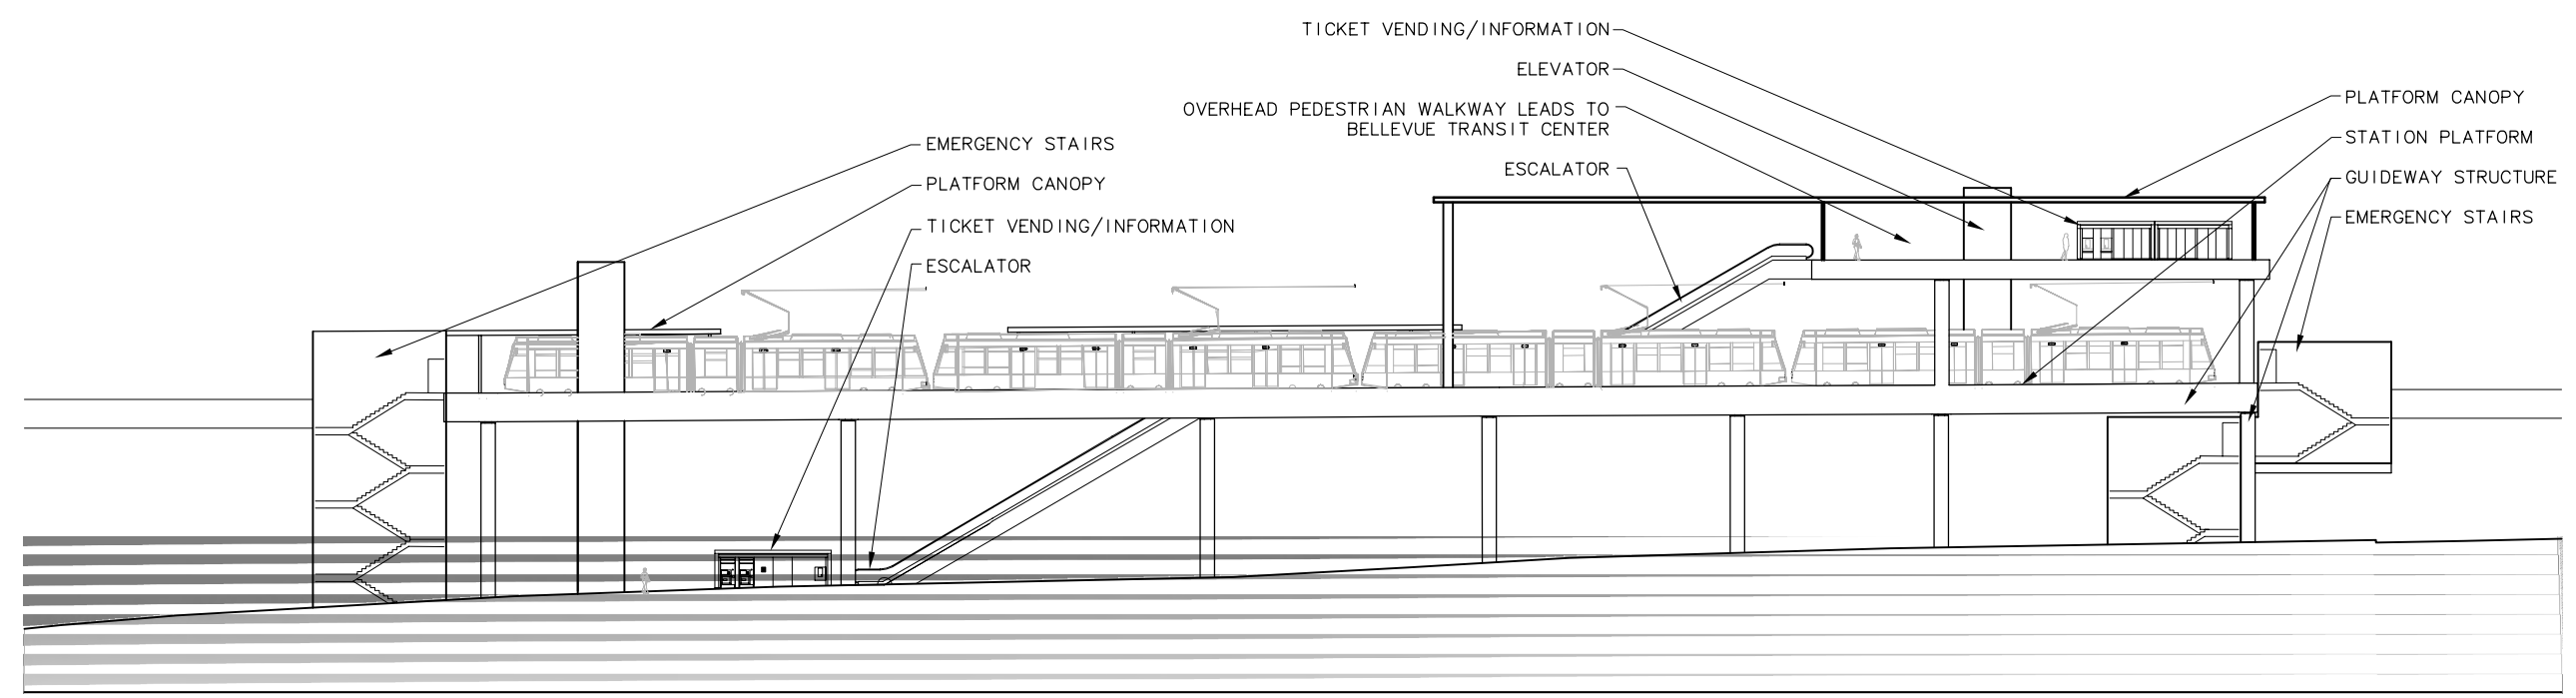 TICKET VENDING/INFORMATION
ELEVATOR
OVERHEAD PEDESTRIAN WALKWAY LEADS TO
BELLEVUE TRANSIT CENTER
ESCALATOR
EMERGENCY STAIRS
PLATFORM CANOPY
TICKET VENDING/INFORMATION
ESCALATOR
PLATFORM CANOPY
STATION PLATFORM
GUIDEWAY STRUCTURE
EMERGENCY STAIRS